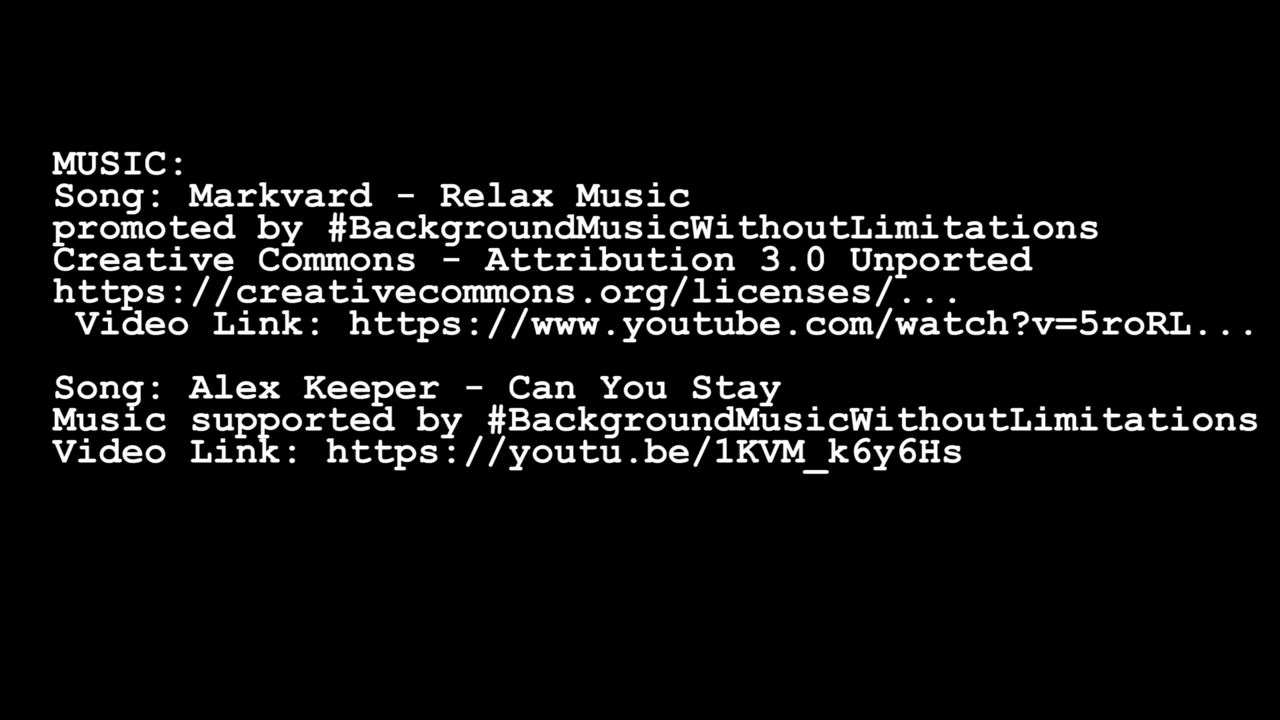 MUSIC:
Song: Markvard - Relax Music
promoted by #BackgroundMusicWithoutLimitations
Creative Commons - Attribution 3.0 Unported
https://creativecommons.org/licenses/...
Video Link: https://www.youtube.com/watch?v=5roRL...
Song: Alex Keeper - Can You Stay
Music supported by #BackgroundMusicWithoutLimitations
Video Link: https://youtu.be/1KVM_k6y6Hs